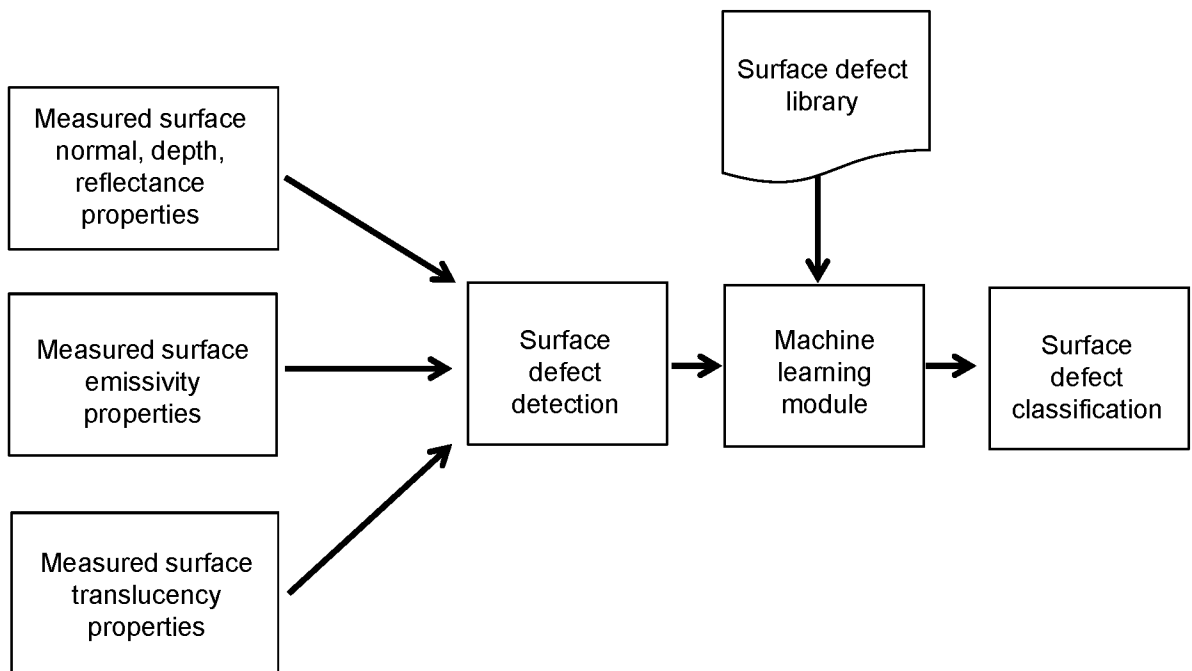 Surface defect
library
Measured surface
normal, depth,
reflectance
properties
Measured surface
emissivity
properties
Surface
defect
detection
Machine
learning
module
Surface
defect
classification
Measured surface
translucency
properties